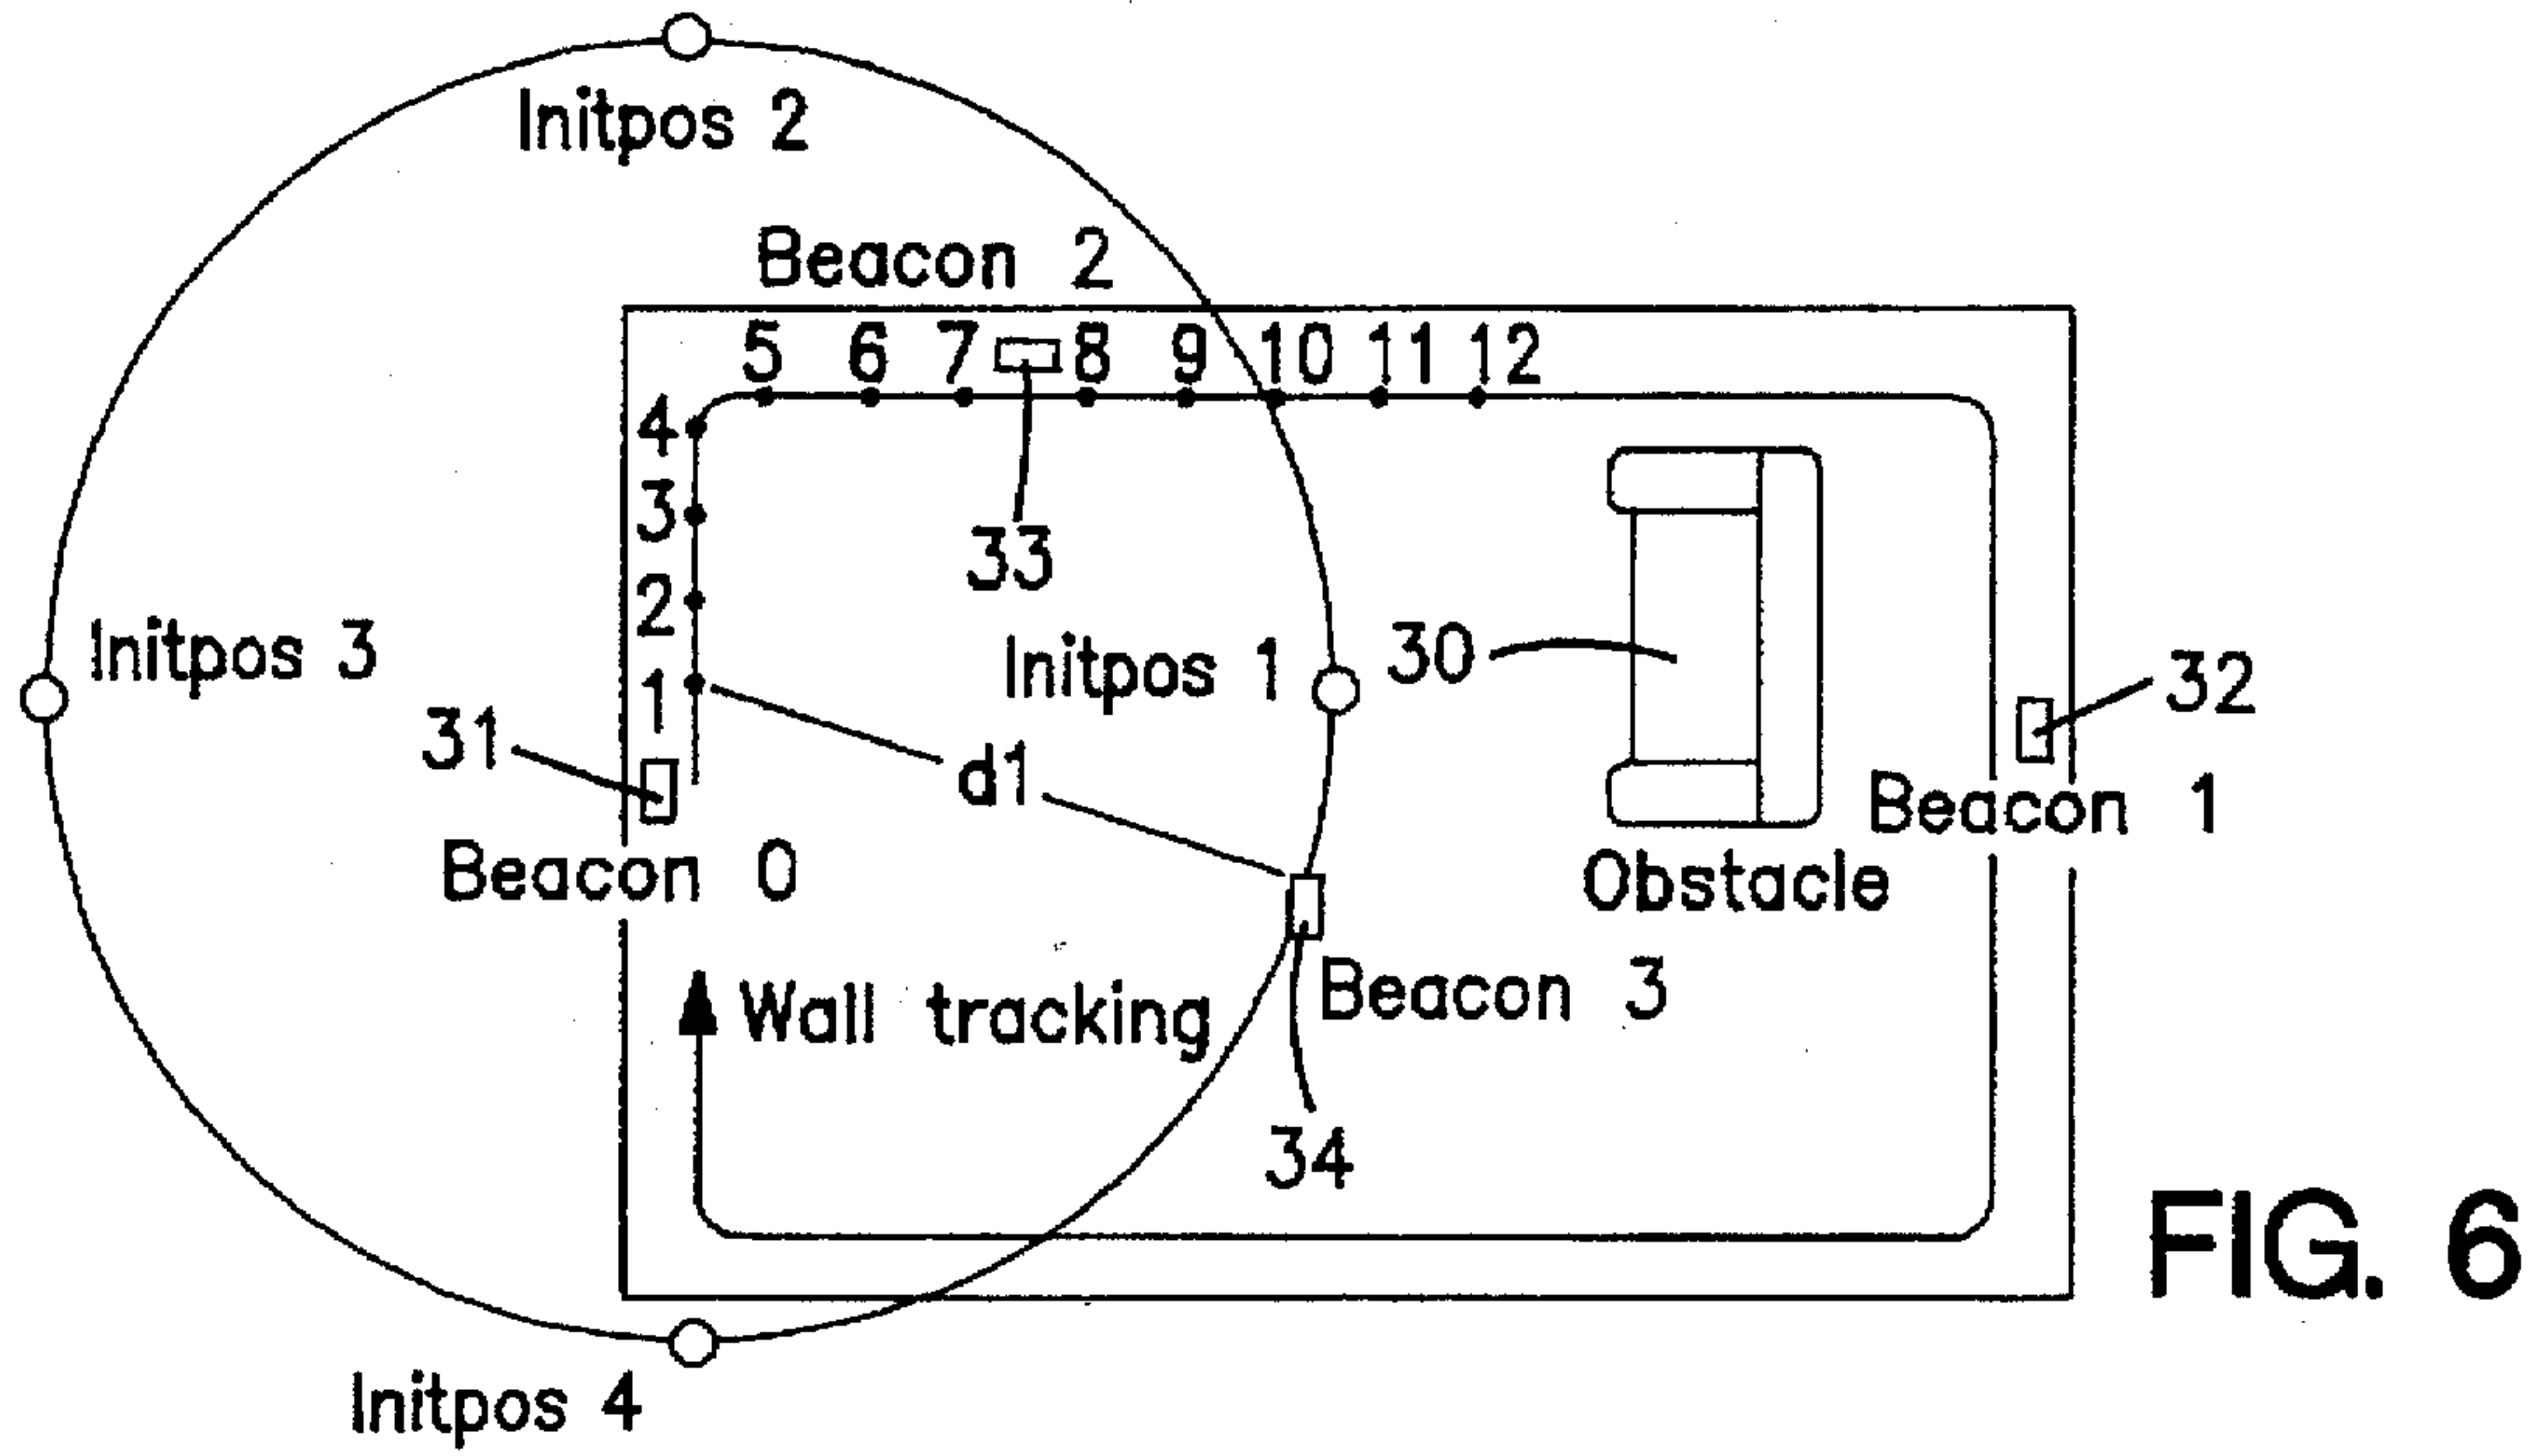 Initpos 2
Beacon 2
5 6 7 8 9 10 11 12
4
3
33
2
Initpos 3
Initpos 1
30
32
1
31
d1
Beacon 1
Beacon 0
Obstacle
Wall tracking
Beacon 3
34
FIG. 6
Initpos 4